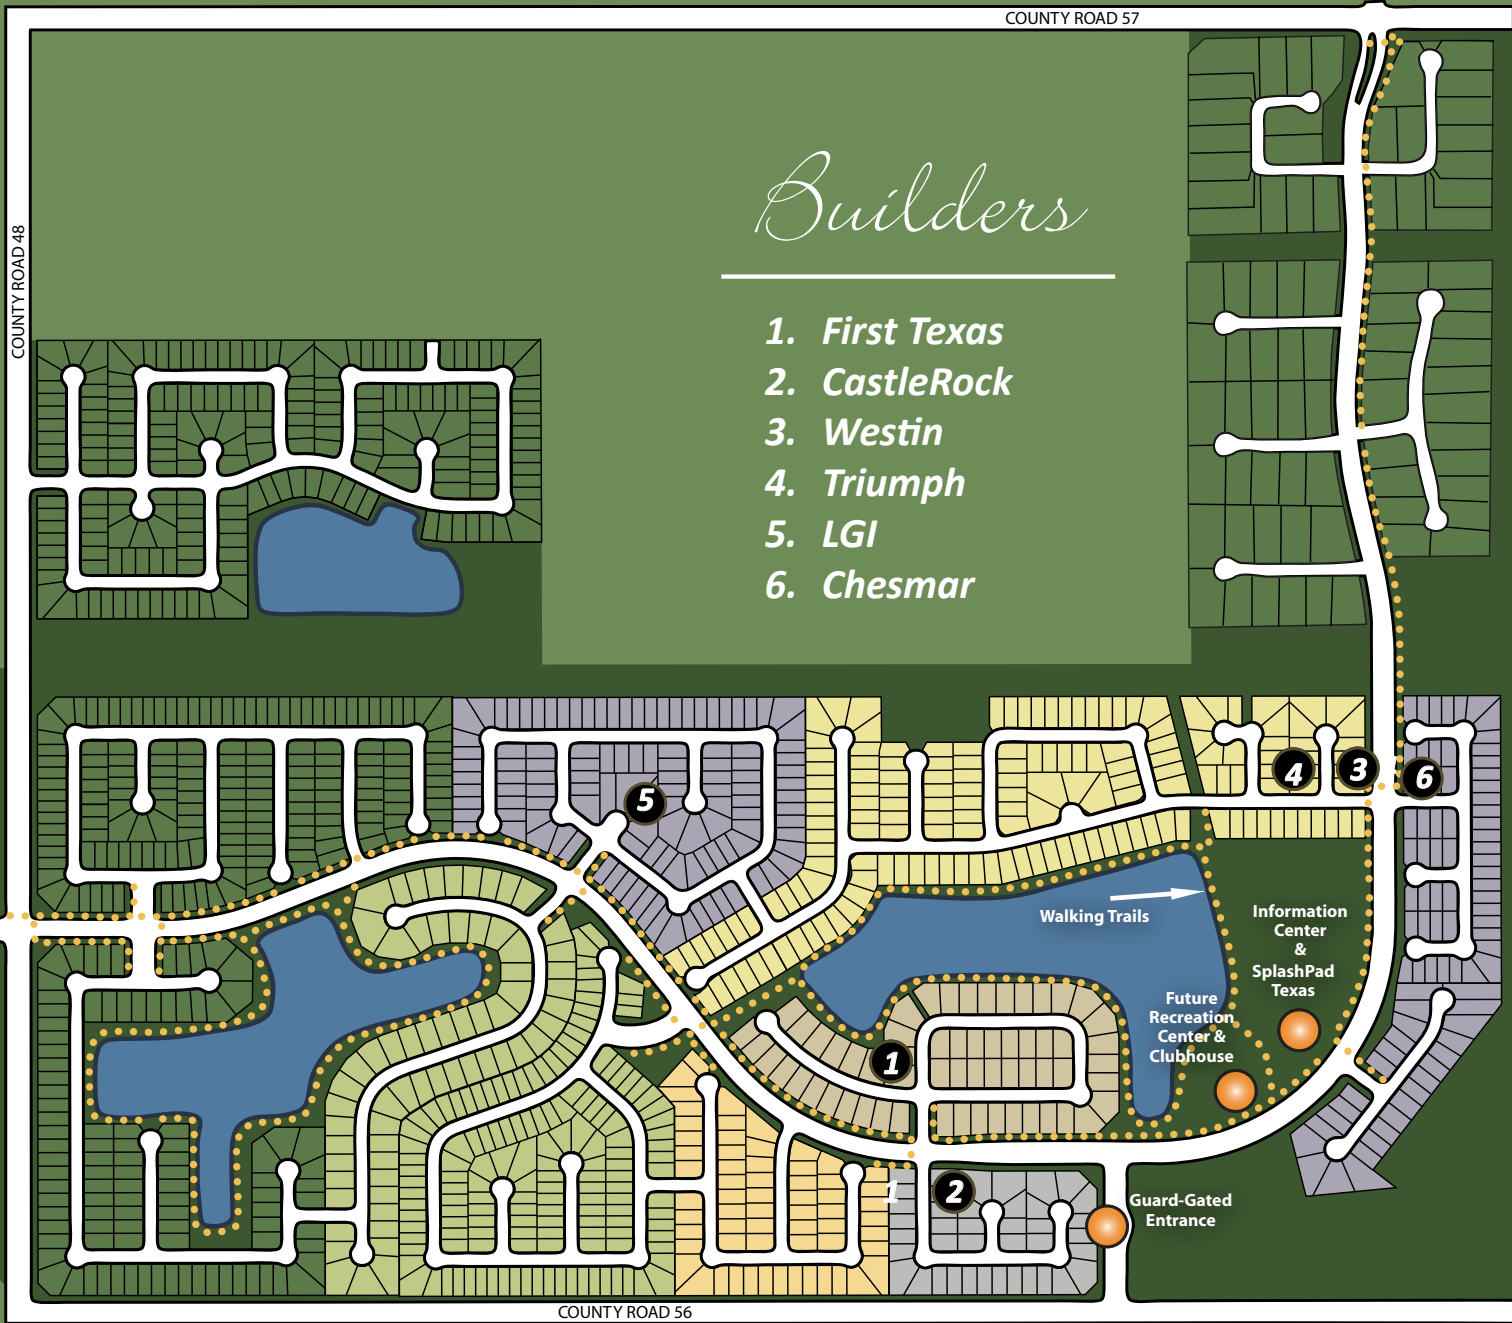 COUNTY ROAD 57
COUNTY ROAD 48
Builders
1. First Texas
2. CastleRock
3. Westin
4. Triumph
5. LGI
6. Chesmar
4
3
6
5
Walking Trails
Information
Center
&
SplashPad
Texas
Future
Recreation
Center &
Clubhouse
1
1
2
Guard-Gated
Entrance
COUNTY ROAD 56